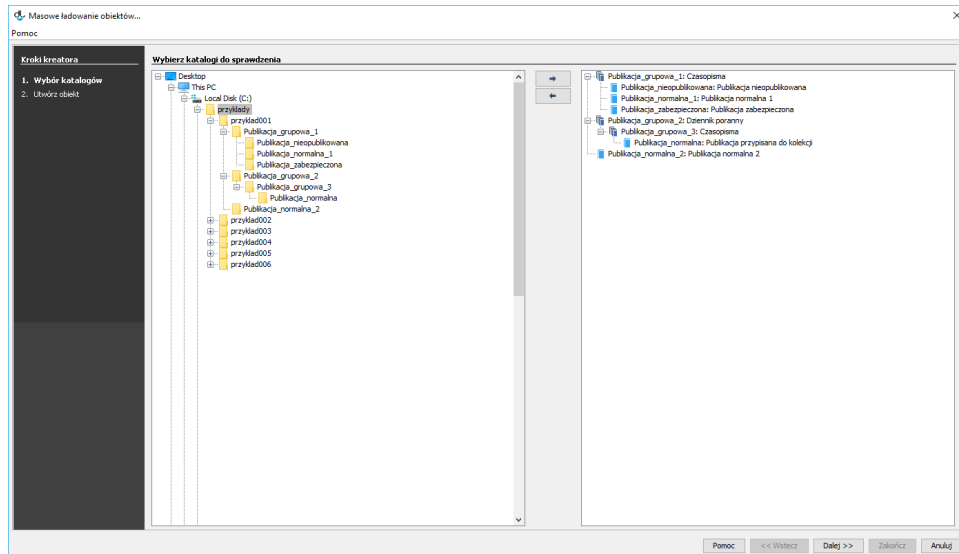 Masowe ładowanie obiektów...
Pomoc
Kroki kreatora
1. Wybór katalogów
2. Utwórz obiekt
Wybierz katalogi do sprawdzenia
Desktop
This PC
Local Disk (C:)
przyklady
przyklad001
Publikacja_grupowa_1
Publikacja_nieopublikowana
Publikacja_normalna_1
Publikacja_zabezpieczona
Publikacja_grupowa_2
Publikacja_grupowa_3
Publikacja_normalna
Publikacja_normalna_2
przyklad002
przyklad003
przyklad004
przyklad005
przyklad006
Publikacja_grupowa_1: Czasopisma
Publikacja_nieopublikowana: Publikacja nieopublikowana
Publikacja_normalna_1: Publikacja normalna 1
Publikacja_zabezpieczona: Publikacja zabezpieczona
Publikacja_grupowa_2: Dziennik poranny
Publikacja_grupowa_3: Czasopisma
Publikacja_normalna: Publikacja przypisana do kolekcji
Publikacja_normalna_2: Publikacja normalna 2
Pomoc
<< Wstecz
Dalej >>
Zakończ
Anuluj